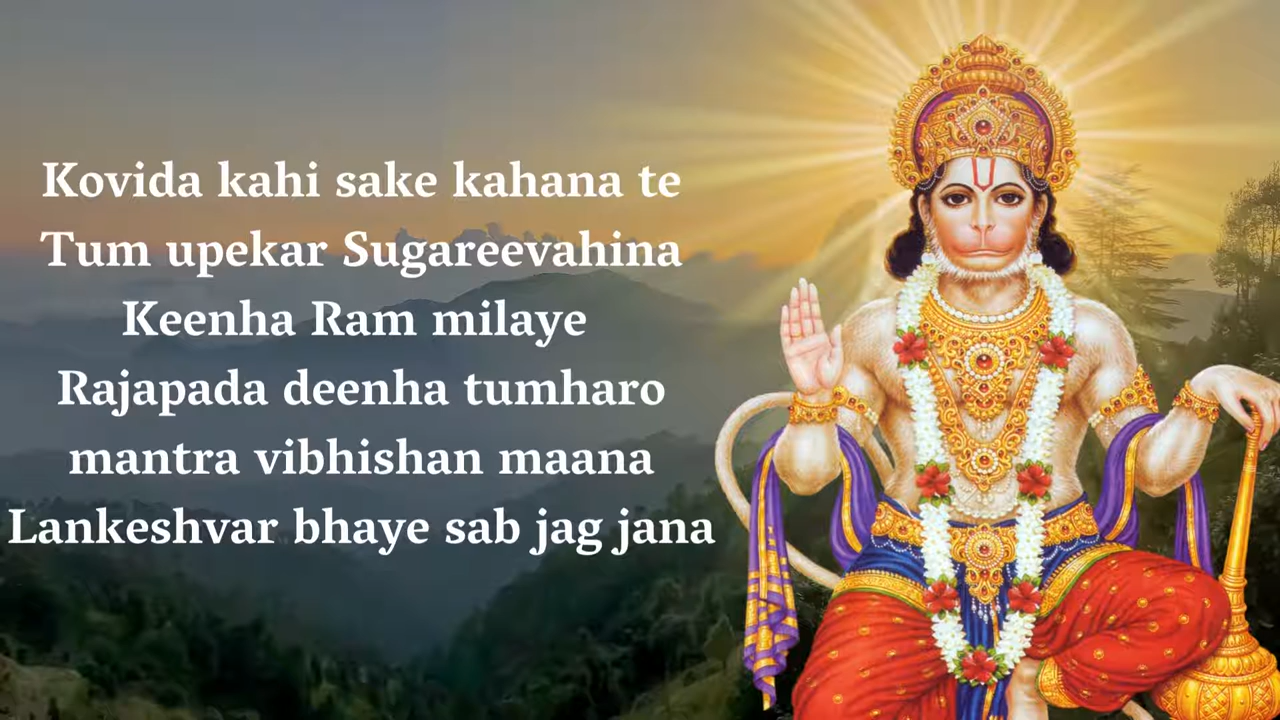 Kovida kahi sake kahana te
Tum upekar Sugareevahina
Keenha Ram milaye
Rajapada deenha tumharo
mantra vibhishan maana
Lankeshvar bhaye sab jag jana